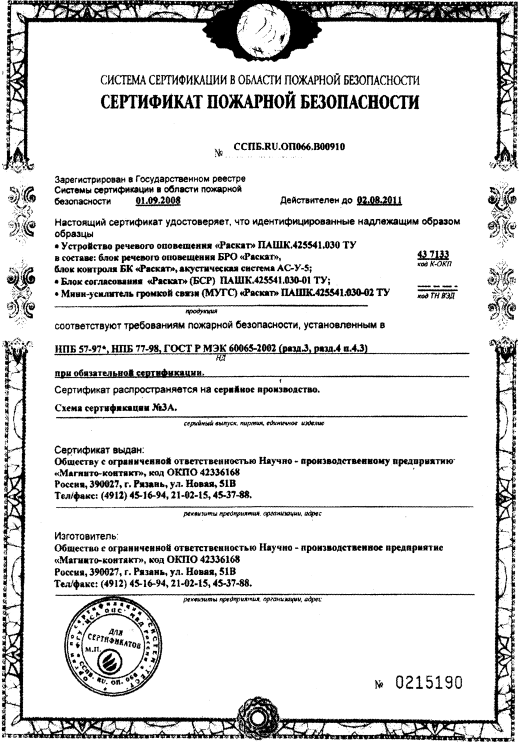 СИСТЕМА СЕРТИФИКАЦИИ В ОБЛАСТИ ПОЖАРНОЙ БЕЗОПАСНОСТИ
СЕРТИФИКАТ ПОЖАРНОЙ БЕЗОПАСНОСТИ
№ ССПБ.RU.ОП066.В00910
Зарегистрирован в Государственном реестре
Системы сертификации в области пожарной
безопасности 01.09.2008 Действителен до 02.08.2011
Настоящий сертификат удостоверяет, что идентифицированные надлежащим образом
образцы
• Устройство речевого оповещения «Раскат» ПАШК.425541.030 ТУ
в составе: блок речевого оповещения БРО «Раскат», 43 7133
блок контроля БК «Раскат», акустическая система АС-У-5; код К-ОКП
• Блок согласования «Раскат» (БСР) ПАШК.425541.030-01 ТУ;
• Мини-усилитель громкой связи (МУГС) «Раскат» ПАШК.425541.030-02 ТУ код ТН ВЭД
продукция
соответствуют требованиям пожарной безопасности, установленным в
НПБ 57-97*, НПБ 77-98, ГОСТ Р МЭК 60065-2002 (разд.3, разд.4 п.4.3)
НД
при обязательной сертификации.
Сертификат распространяется на серийное производство.
Схема сертификации №3А.
серийный выпуск, партия, единичное изделие
Сертификат выдан:
Обществу с ограниченной ответственностью Научно - производственному предприятию
«Магнито-контакт», код ОКПО 42336168
Россия, 390027, г. Рязань, ул. Новая, 51В
Тел/факс: (4912) 45-16-94, 21-02-15, 45-37-88.
реквизиты предприятия, организации, адрес
Изготовитель:
Общество с ограниченной ответственностью Научно - производственное предприятие
«Магнито-контакт», код ОКПО 42336168
Россия, 390027, г. Рязань, ул. Новая, 51В
Тел/факс: (4912) 45-16-94, 21-02-15, 45-37-88.
реквизиты предприятия, организации, адрес
ДЛЯ
СЕРТИФИКАТОВ
М.П.
ССПБ. RU. ОП. 066
№ 0215190